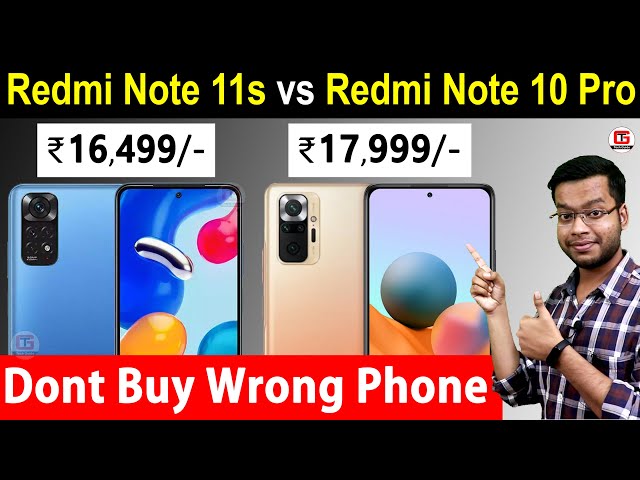 Redmi Note 11s vs Redmi Note 10 Pro
₹16,499/-
₹17,999/-
Dont Buy Wrong Phone